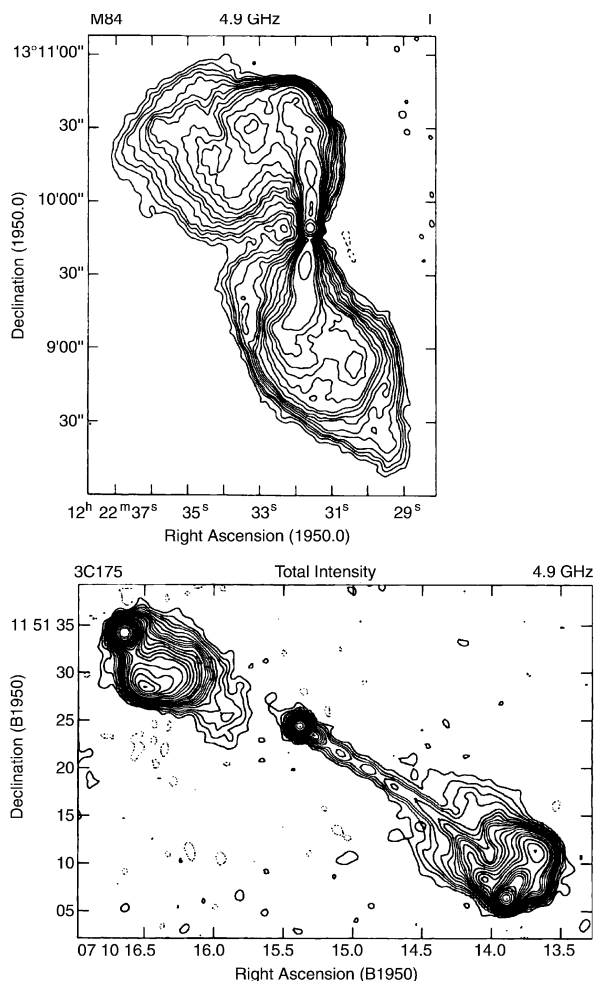 M84 4.9 GHz I
13°11'00"
30"
10'00"
30"
9'00"
30"
Declination (1950.0)
12h 22m37s 35s 33s 31s 29s
Right Ascension (1950.0)
3C175 Total Intensity 4.9 GHz
11 51 35
30
25
20
15
10
05
Declination (B1950)
07 10 16.5 16.0 15.5 15.0 14.5 14.0 13.5
Right Ascension (B1950)